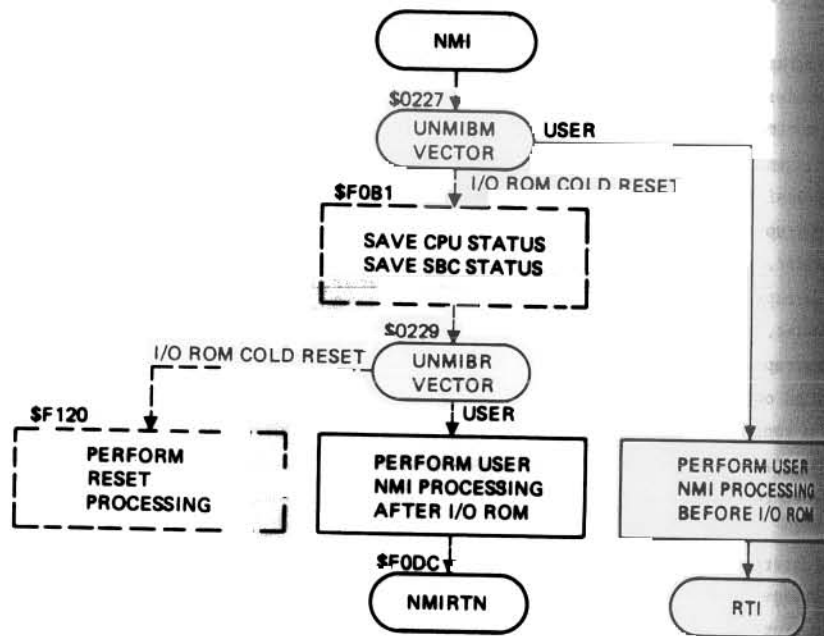 NMI
$0227
UNMIBM
VECTOR
USER
I/O ROM COLD RESET
$F0B1
SAVE CPU STATUS
SAVE SBC STATUS
$0229
I/O ROM COLD RESET
UNMIBR
VECTOR
USER
$F120
PERFORM
RESET
PROCESSING
PERFORM USER
NMI PROCESSING
AFTER I/O ROM
PERFORM USER
NMI PROCESSING
BEFORE I/O ROM
$F0DC
NMIRTN
RTI